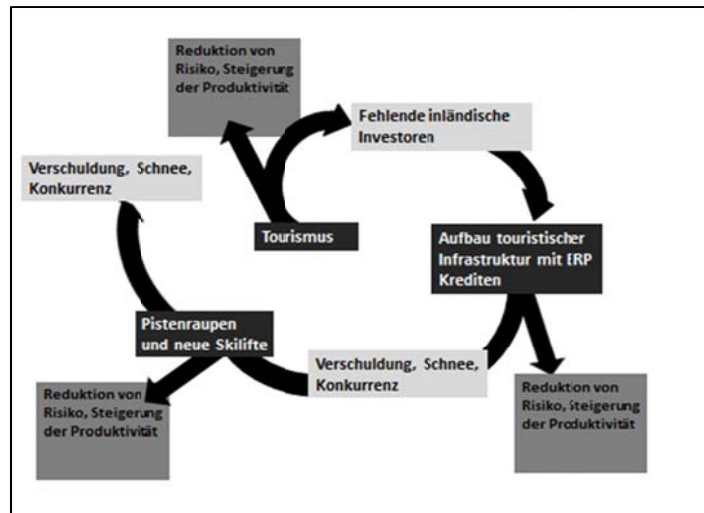 Reduktion von
Risiko, Steigerung
der Produktivität
Fehlende inländische
Investoren
Verschuldung, Schnee,
Konkurrenz
Tourismus
Aufbau touristischer
Infrastruktur mit ERP
Krediten
Pistenraupen
und neue Skilifte
Verschuldung, Schnee,
Konkurrenz
Reduktion von
Risiko, Steigerung
der Produktivität
Reduktion von
Risiko, Steigerung
der Produktivität